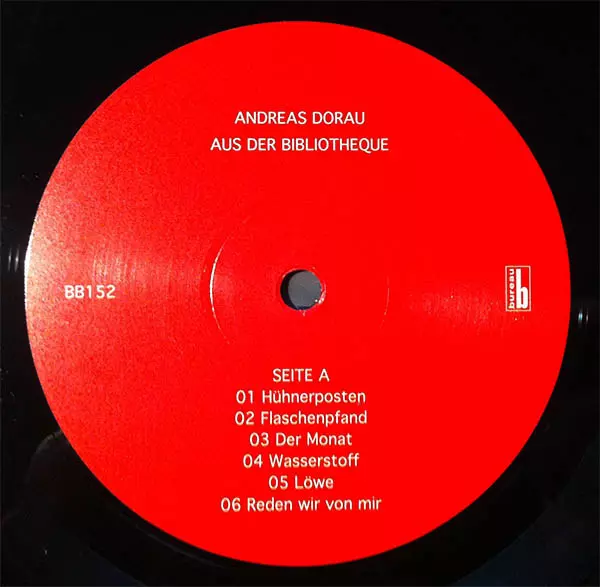 ANDREAS DORAU
AUS DER BIBLIOTHEQUE
BB152
bureau b
SEITE A
01 Hühnerposten
02 Flaschenpfand
03 Der Monat
04 Wasserstoff
05 Löwe
06 Reden wir von mir